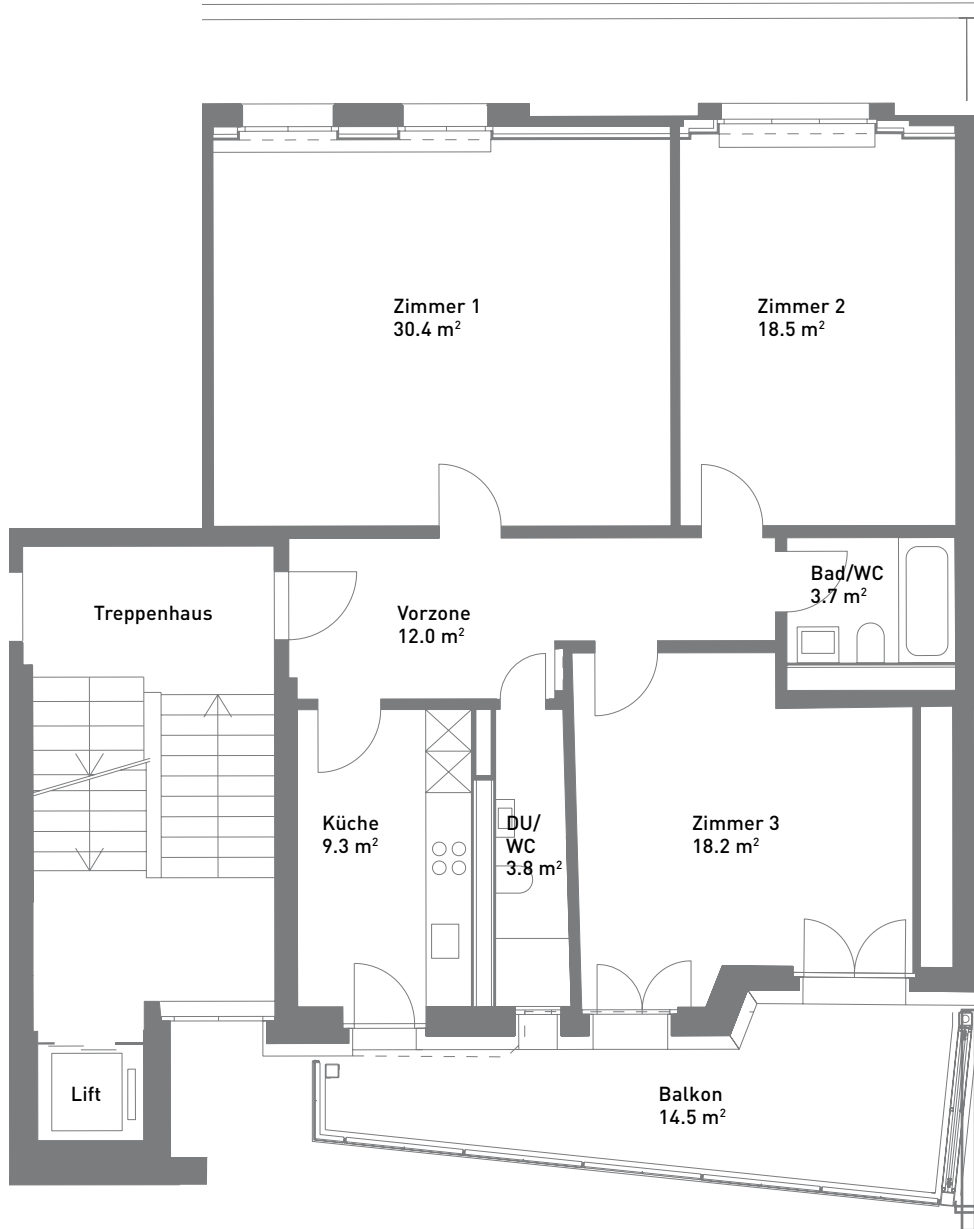 Zimmer 1
30.4 m²
Zimmer 2
18.5 m²
Treppenhaus
Vorzone
12.0 m²
Bad/WC
3.7 m²
Küche
9.3 m²
DU/
WC
3.8 m²
Zimmer 3
18.2 m²
Lift
Balkon
14.5 m²